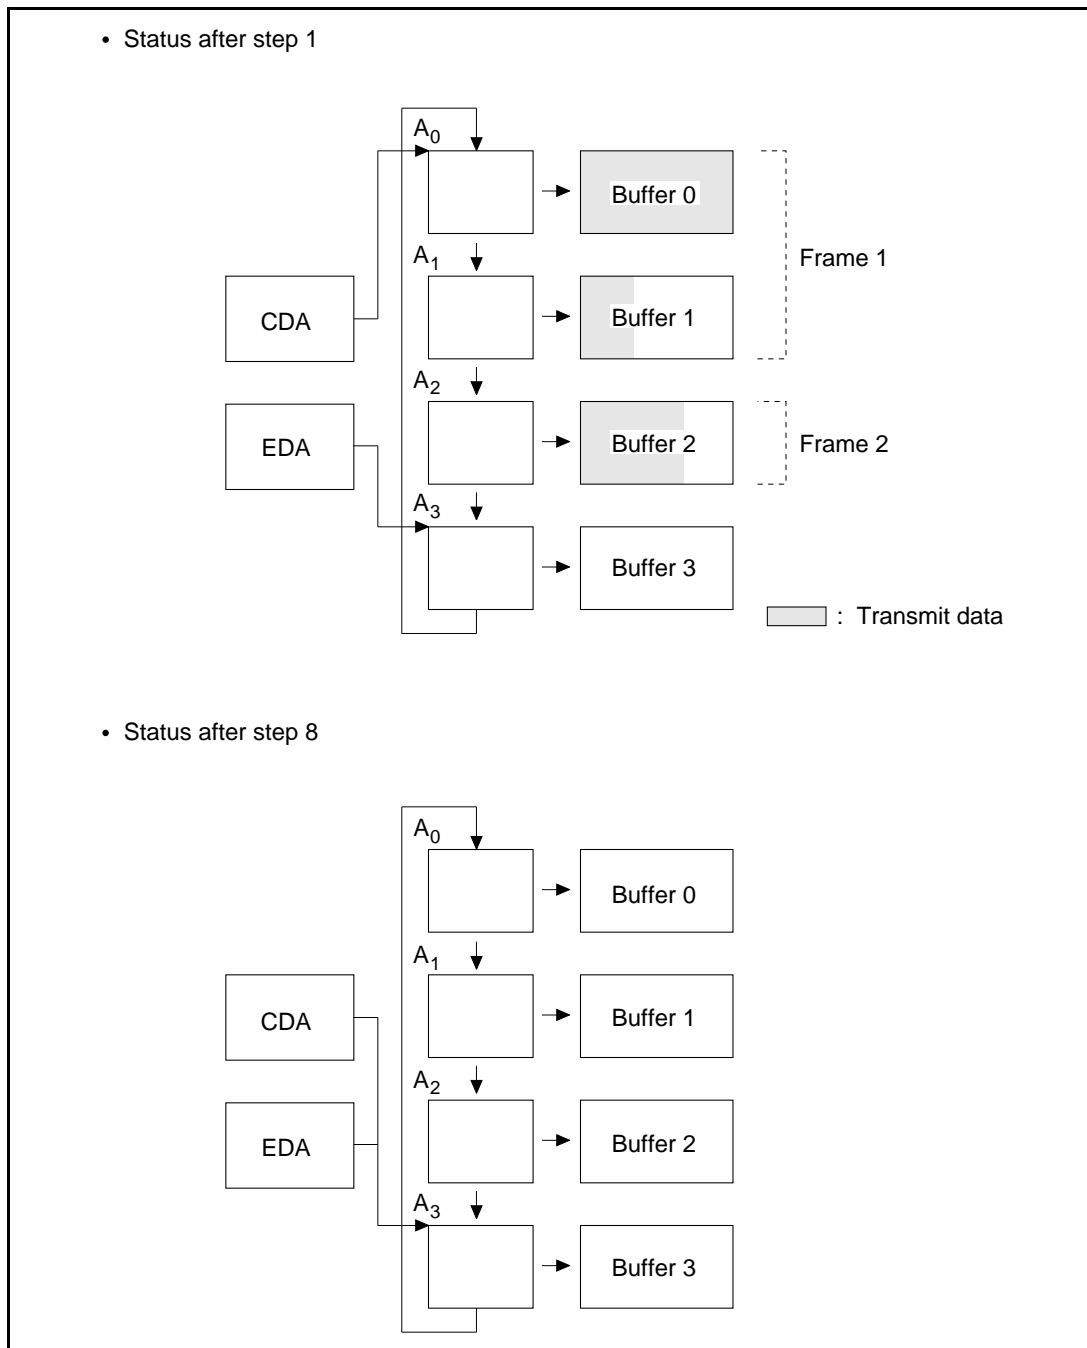 • Status after step 1
A0
Buffer 0
A1
Frame 1
CDA
Buffer 1
A2
EDA
Buffer 2
Frame 2
A3
Buffer 3
: Transmit data
• Status after step 8
A0
Buffer 0
A1
CDA
Buffer 1
A2
EDA
Buffer 2
A3
Buffer 3